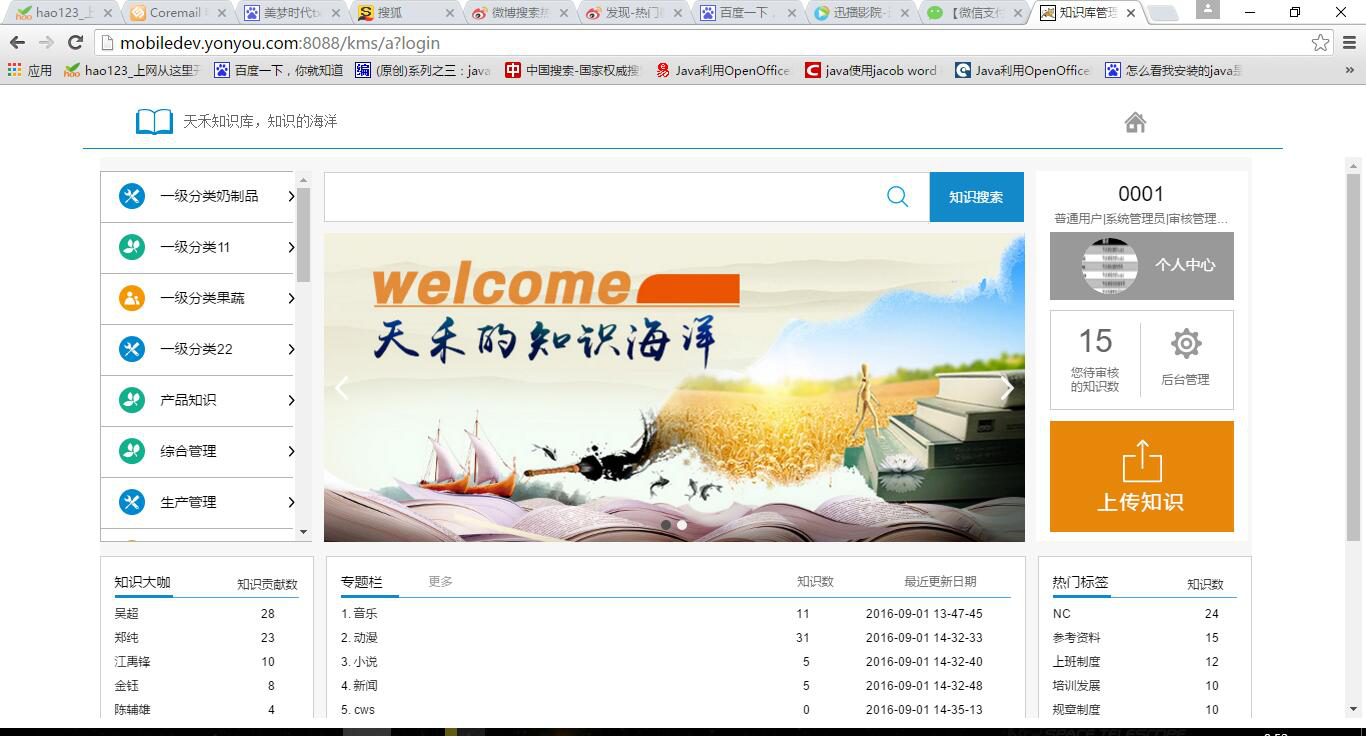 hao123_上
Coremail
美梦时代tx
搜狐
微博搜索热
发现-热门
百度一下，
迅播影院-
【微信支付
知识库管理
mobiledev.yonyou.com:8088/kms/a?login
应用
hao123_上网从这里开
百度一下，你就知道
(原创)系列之三：java
中国搜索-国家权威搜
Java利用OpenOffice
java使用jacob word
Java利用OpenOffice
怎么看我安装的java是
»
天禾知识库，知识的海洋
一级分类奶制品
一级分类11
一级分类果蔬
一级分类22
产品知识
综合管理
生产管理
知识搜索
welcome
天禾的知识海洋
0001
普通用户|系统管理员|审核管理...
个人中心
15
您待审核
的知识数
后台管理
上传知识
知识大咖 知识贡献数
吴超 28
郑纯 23
江禹锋 10
金钰 8
陈辅雄 4
专题栏 更多 知识数 最近更新日期
1. 音乐 11 2016-09-01 13-47-45
2. 动漫 31 2016-09-01 14-32-33
3. 小说 5 2016-09-01 14-32-40
4. 新闻 5 2016-09-01 14-32-48
5. cws 0 2016-09-01 14-35-13
热门标签 知识数
NC 24
参考资料 15
上班制度 12
培训发展 10
规章制度 10